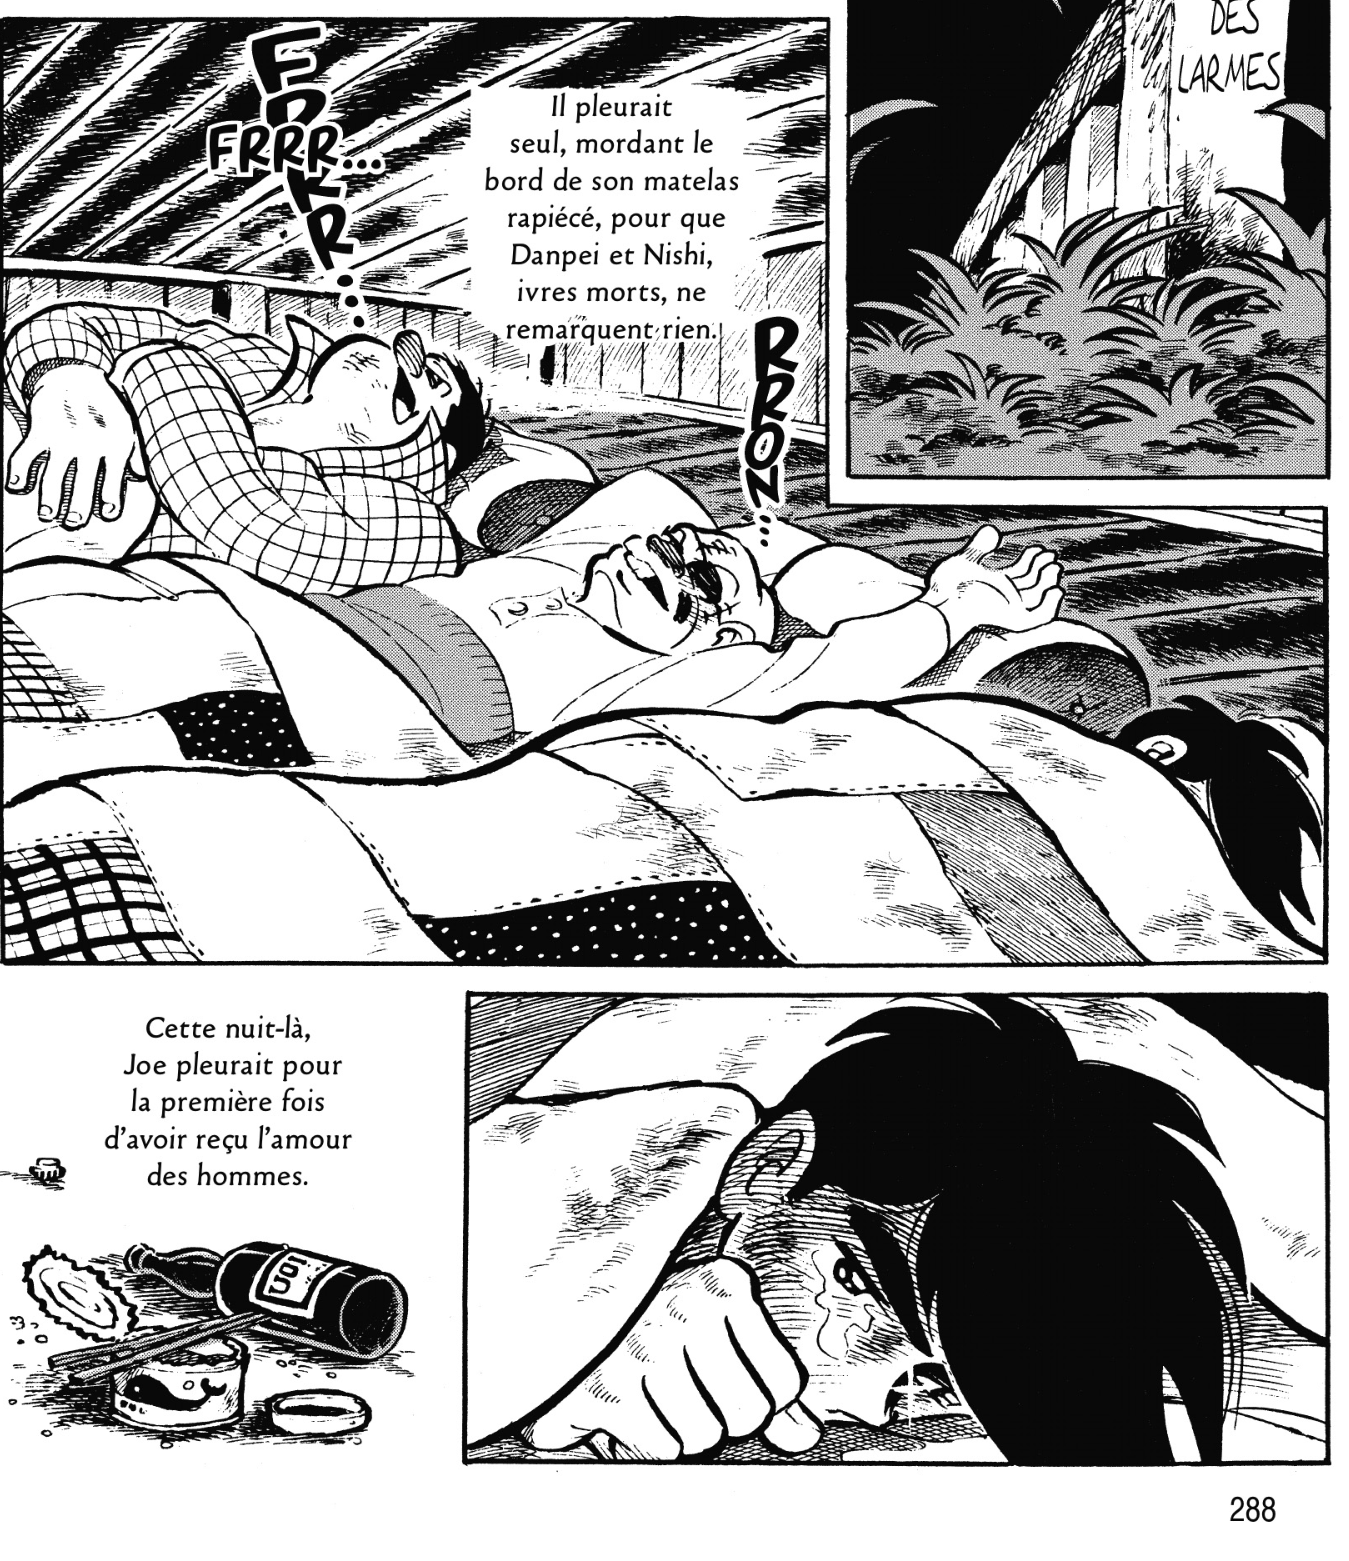 DES
LARMES
FRRR...
Il pleurait
seul, mordant le
bord de son matelas
rapiécé, pour que
Danpei et Nishi,
ivres morts, ne
remarquent rien.
RRON...
Cette nuit-là,
Joe pleurait pour
la première fois
d'avoir reçu l'amour
des hommes.
288